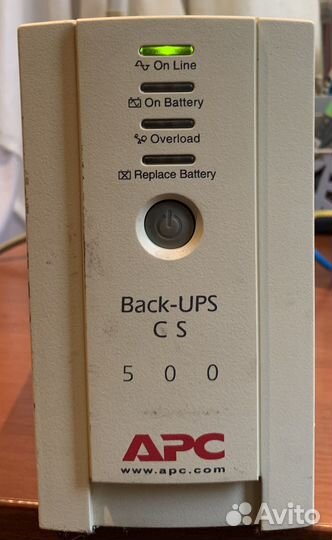 On Line
On Battery
Overload
Replace Battery
Back-UPS
CS
500
APC
www.apc.com
Avito